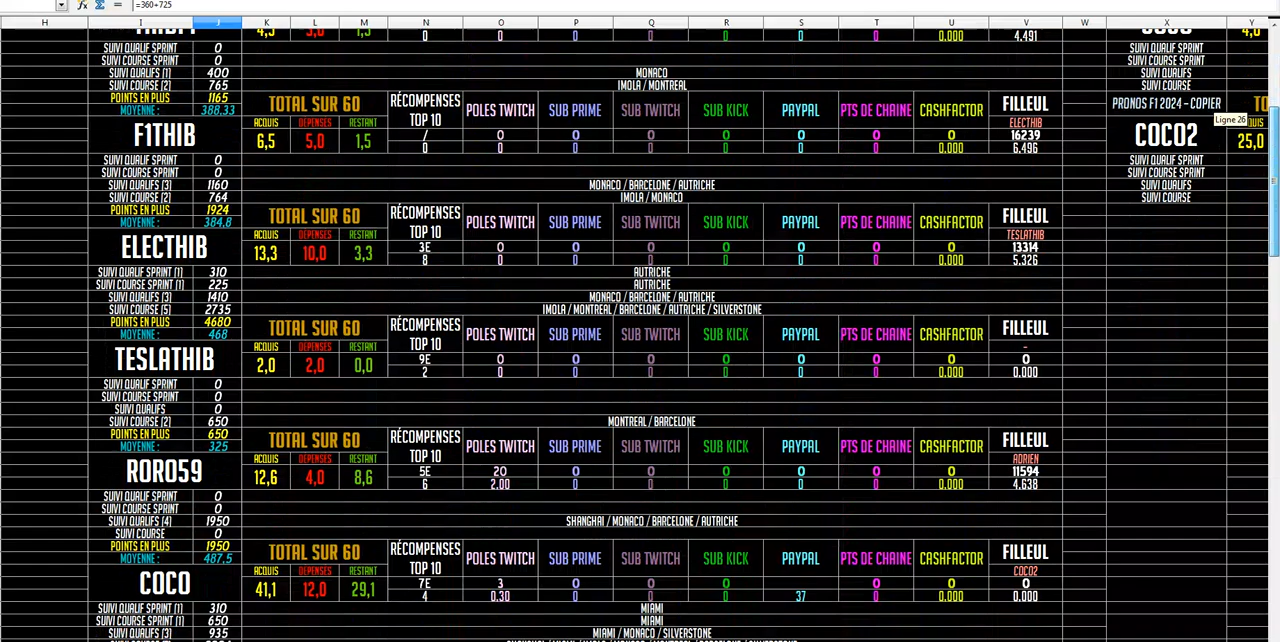 =360+725
H I J K L M N O P Q R S T U V W X Y
4,5 3,0 1,5 0 0 0 0 0 0 0 0.000 4.491 4,0
SUIVI QUALIF SPRINT 0 SUIVI QUALIF SPRINT
SUIVI COURSE SPRINT 0 SUIVI COURSE SPRINT
SUIVI QUALIFS (1) 400 MONACO SUIVI QUALIFS
SUIVI COURSE (2) 765 IMOLA / MONTREAL SUIVI COURSE
POINTS EN PLUS 1165
MOYENNE : 388.33
TOTAL SUR 60 RÉCOMPENSES TOP 10 POLES TWITCH SUB PRIME SUB TWITCH SUB KICK PAYPAL PTS DE CHAINE CASHFACTOR FILLEUL PRONOS F1 2024 - COPIER
Ligne 26
F1THIB ACQUIS DEPENSES RESTANT ELECTHIB COCO2
6,5 5,0 1,5 / 0 0 0 0 0 0 0 16239 25,0
0 0 0 0 0 0 0 0.000 6.496
SUIVI QUALIF SPRINT 0 SUIVI QUALIF SPRINT
SUIVI COURSE SPRINT 0 SUIVI COURSE SPRINT
SUIVI QUALIFS (3) 1160 MONACO / BARCELONE / AUTRICHE SUIVI QUALIFS
SUIVI COURSE (2) 764 IMOLA / MONACO SUIVI COURSE
POINTS EN PLUS 1924
MOYENNE : 384.8
TOTAL SUR 60 RÉCOMPENSES TOP 10 POLES TWITCH SUB PRIME SUB TWITCH SUB KICK PAYPAL PTS DE CHAINE CASHFACTOR FILLEUL
ELECTHIB ACQUIS DEPENSES RESTANT TESLATHIB
13,3 10,0 3,3 3E 0 0 0 0 0 0 0 13314
8 0 0 0 0 0 0 0.000 5.326
SUIVI QUALIF SPRINT (1) 310 AUTRICHE
SUIVI COURSE SPRINT (1) 225 AUTRICHE
SUIVI QUALIFS (3) 1410 MONACO / BARCELONE / AUTRICHE
SUIVI COURSE (5) 2735 IMOLA / MONTREAL / BARCELONE / AUTRICHE / SILVERSTONE
POINTS EN PLUS 4680
MOYENNE : 468
TOTAL SUR 60 RÉCOMPENSES TOP 10 POLES TWITCH SUB PRIME SUB TWITCH SUB KICK PAYPAL PTS DE CHAINE CASHFACTOR FILLEUL
TESLATHIB ACQUIS DEPENSES RESTANT -
2,0 2,0 0,0 9E 0 0 0 0 0 0 0 0
2 0 0 0 0 0 0 0.000 0.000
SUIVI QUALIF SPRINT 0
SUIVI COURSE SPRINT 0
SUIVI QUALIFS 0
SUIVI COURSE (2) 650 MONTREAL / BARCELONE
POINTS EN PLUS 650
MOYENNE : 325
TOTAL SUR 60 RÉCOMPENSES TOP 10 POLES TWITCH SUB PRIME SUB TWITCH SUB KICK PAYPAL PTS DE CHAINE CASHFACTOR FILLEUL
RORO59 ACQUIS DEPENSES RESTANT ADRIEN
12,6 4,0 8,6 5E 20 0 0 0 0 0 0 11594
6 2.00 0 0 0 0 0 0.000 4.638
SUIVI QUALIF SPRINT 0
SUIVI COURSE SPRINT 0
SUIVI QUALIFS (4) 1950 SHANGHAI / MONACO / BARCELONE / AUTRICHE
SUIVI COURSE 0
POINTS EN PLUS 1950
MOYENNE : 487.5
TOTAL SUR 60 RÉCOMPENSES TOP 10 POLES TWITCH SUB PRIME SUB TWITCH SUB KICK PAYPAL PTS DE CHAINE CASHFACTOR FILLEUL
COCO ACQUIS DEPENSES RESTANT COCO2
41,1 12,0 29,1 7E 3 0 0 0 0 0 0 0
4 0.30 0 0 0 37 0 0.000 0.000
SUIVI QUALIF SPRINT (1) 310 MIAMI
SUIVI COURSE SPRINT (1) 650 MIAMI
SUIVI QUALIFS (3) 935 MIAMI / MONACO / SILVERSTONE